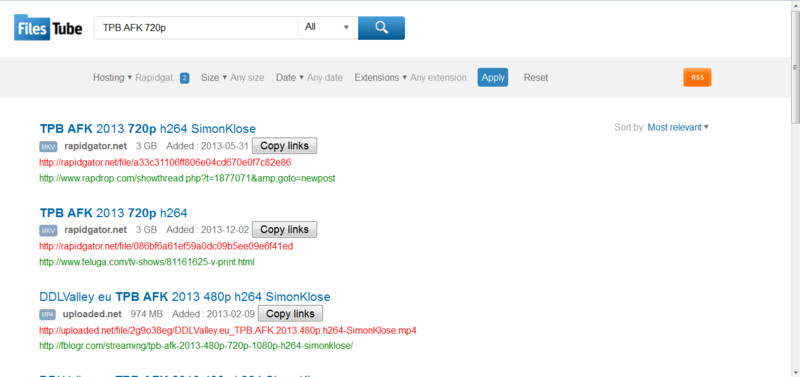 Files Tube
TPB AFK 720p All
Hosting Rapidgat. 2 Size Any size Date Any date Extensions Any extension Apply Reset RSS
Sort by: Most relevant
TPB AFK 2013 720p h264 SimonKlose
MKV rapidgator.net 3 GB Added : 2013-05-31 Copy links
http://rapidgator.net/file/a33c31106ff806e04cd670e0f7c82e86
http://www.rapdrop.com/showthread.php?t=1877071&amp;goto=newpost
TPB AFK 2013 720p h264
MKV rapidgator.net 3 GB Added : 2013-12-02 Copy links
http://rapidgator.net/file/086bf6a61ef59a0dc09b5ee09e6f41ed
http://www.teluga.com/tv-shows/81161625-v-print.html
DDLValley eu TPB AFK 2013 480p h264 SimonKlose
MP4 uploaded.net 974 MB Added : 2013-02-09 Copy links
http://uploaded.net/file/2g9o38eg/DDLValley.eu_TPB.AFK.2013.480p.h264-SimonKlose.mp4
http://fblogr.com/streaming/tpb-afk-2013-480p-720p-1080p-h264-simonklose/